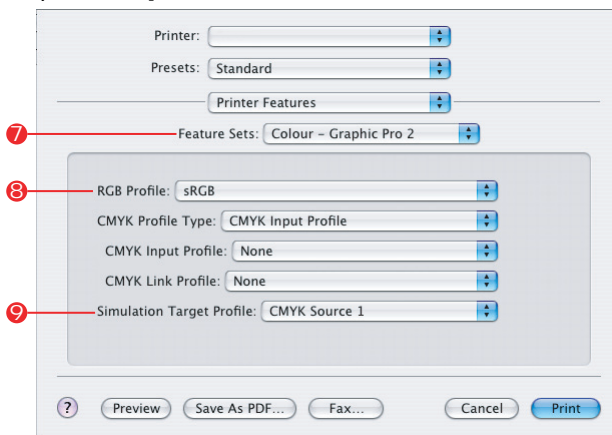 Printer:
Presets: Standard
Printer Features
7 Feature Sets: Colour – Graphic Pro 2
8 RGB Profile: sRGB
CMYK Profile Type: CMYK Input Profile
CMYK Input Profile: None
CMYK Link Profile: None
9 Simulation Target Profile: CMYK Source 1
? Preview Save As PDF... Fax... Cancel Print